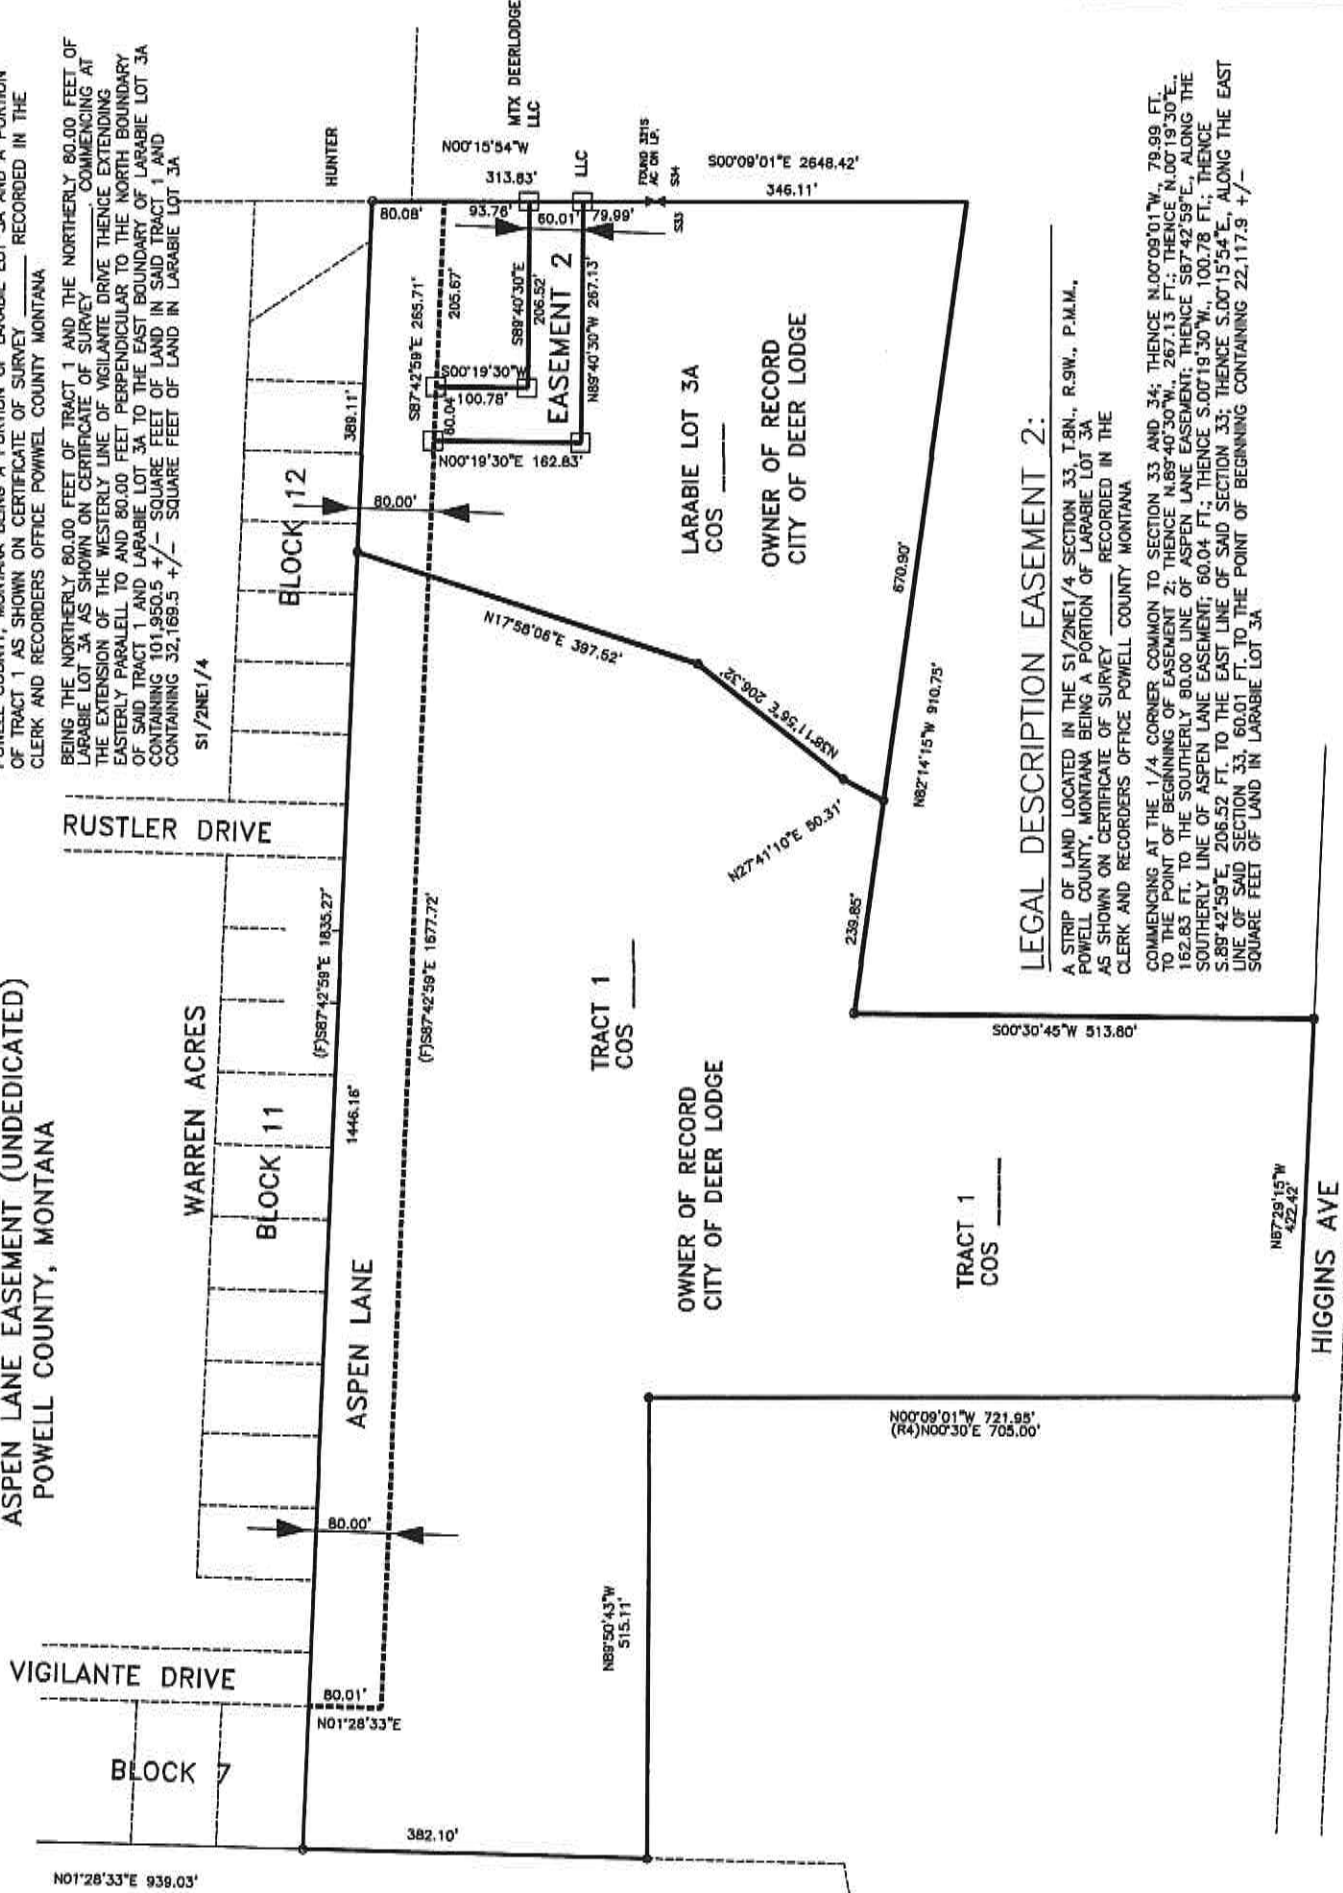 ASPEN LANE EASEMENT (UNDEDICATED)
POWELL COUNTY, MONTANA
OF TRACT 1 AS SHOWN ON CERTIFICATE OF SURVEY ______ RECORDED IN THE
CLERK AND RECORDERS OFFICE POWWEL COUNTY MONTANA
BEING THE NORTHERLY 80.00 FEET OF TRACT 1 AND THE NORTHERLY 80.00 FEET OF
LARABIE LOT 3A AS SHOWN ON CERTIFICATE OF SURVEY ______, COMMENCING AT
THE EXTENSION OF THE WESTERLY LINE OF VIGILANTE DRIVE THENCE EXTENDING
EASTERLY PARALELL TO AND 80.00 FEET PERPENDICULAR TO THE NORTH BOUNDARY
OF SAID TRACT 1 AND LARABIE LOT 3A TO THE EAST BOUNDARY OF LARABIE LOT 3A
CONTAINING 101,950.5 +/- SQUARE FEET OF LAND IN SAID TRACT 1 AND
CONTAINING 32,169.5 +/- SQUARE FEET OF LAND IN LARABIE LOT 3A
S1/2NE1/4
VIGILANTE DRIVE
RUSTLER DRIVE
WARREN ACRES
BLOCK 7
BLOCK 11
BLOCK 12
HUNTER
N01°28'33"E 939.03'
382.10'
80.01'
N01°28'33"E
80.00'
ASPEN LANE
1446.16'
(F)S87°42'59"E 1835.27'
(F)S87°42'59"E 1677.72'
389.11'
80.00'
80.08'
S87°42'59"E 265.71'
205.67'
60.04'
S00°19'30"W
100.78'
N00°19'30"E 162.83'
S89°40'30"E
206.52'
EASEMENT 2
N89°40'30"W 267.13'
93.76'
60.01'
79.99'
313.83'
N00°15'54"W
MTX DEERLODGE
LLC
LLC
FOUND 3215
AC ON LP.
S33
S34
S00°09'01"E 2648.42'
346.11'
N17°58'06"E 397.52'
N38°11'56"E 206.32'
N27°41'10"E 50.31'
LARABIE LOT 3A
COS ______
OWNER OF RECORD
CITY OF DEER LODGE
670.90'
N82°14'15"W 910.75'
239.85'
TRACT 1
COS ______
OWNER OF RECORD
CITY OF DEER LODGE
TRACT 1
COS ______
N89°50'43"W
515.11'
N00°09'01"W 721.95'
(R4)N00°30'E 705.00'
S00°30'45"W 513.80'
N87°29'15"W
422.42'
HIGGINS AVE
LEGAL DESCRIPTION EASEMENT 2:
A STRIP OF LAND LOCATED IN THE S1/2NE1/4 SECTION 33, T.8N., R.9W., P.M.M.,
POWELL COUNTY, MONTANA BEING A PORTION OF LARABIE LOT 3A
AS SHOWN ON CERTIFICATE OF SURVEY ______ RECORDED IN THE
CLERK AND RECORDERS OFFICE POWELL COUNTY MONTANA
COMMENCING AT THE 1/4 CORNER COMMON TO SECTION 33 AND 34; THENCE N.00°09'01"W., 79.99 FT.
TO THE POINT OF BEGINNING OF EASEMENT 2; THENCE N.89°40'30"W., 267.13 FT.; THENCE N.00°19'30"E.,
162.83 FT. TO THE SOUTHERLY 80.00 LINE OF ASPEN LANE EASEMENT; THENCE S87°42'59"E., ALONG THE
SOUTHERLY LINE OF ASPEN LANE EASEMENT; 60.04 FT.; THENCE S.00°19'30"W., 100.78 FT.; THENCE
S.89°42'59"E, 206.52 FT. TO THE EAST LINE OF SAID SECTION 33; THENCE S.00°15'54"E, ALONG THE EAST
LINE OF SAID SECTION 33, 60.01 FT. TO THE POINT OF BEGINNING CONTAINING 22,117.9 +/-
SQUARE FEET OF LAND IN LARABIE LOT 3A